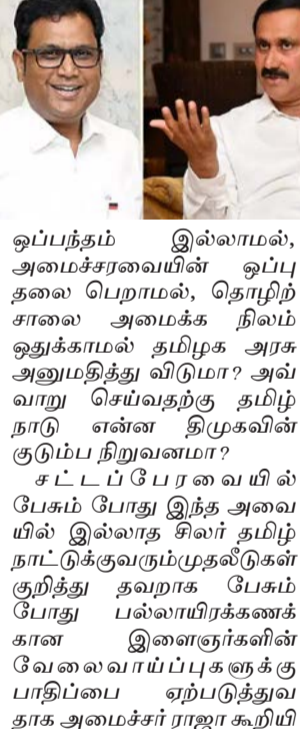 ஒப்பந்தம் இல்லாமல்,
அமைச்சரவையின் ஒப்பு
தலை பெறாமல், தொழிற்
சாலை அமைக்க நிலம்
ஒதுக்காமல் தமிழக அரசு
அனுமதித்து விடுமா? அவ்
வாறு செய்வதற்கு தமிழ்
நாடு என்ன திமுகவின்
குடும்ப நிறுவனமா?
சட்டப்பேரவையில்
பேசும் போது இந்த அவை
யில் இல்லாத சிலர் தமிழ்
நாட்டுக்குவரும்முதலீடுகள்
குறித்து தவறாக பேசும்
போது பல்லாயிரக்கணக்
கான இளைஞர்களின்
வேலைவாய்ப்புகளுக்கு
பாதிப்பை ஏற்படுத்துவ
தாக அமைச்சர் ராஜா கூறியி